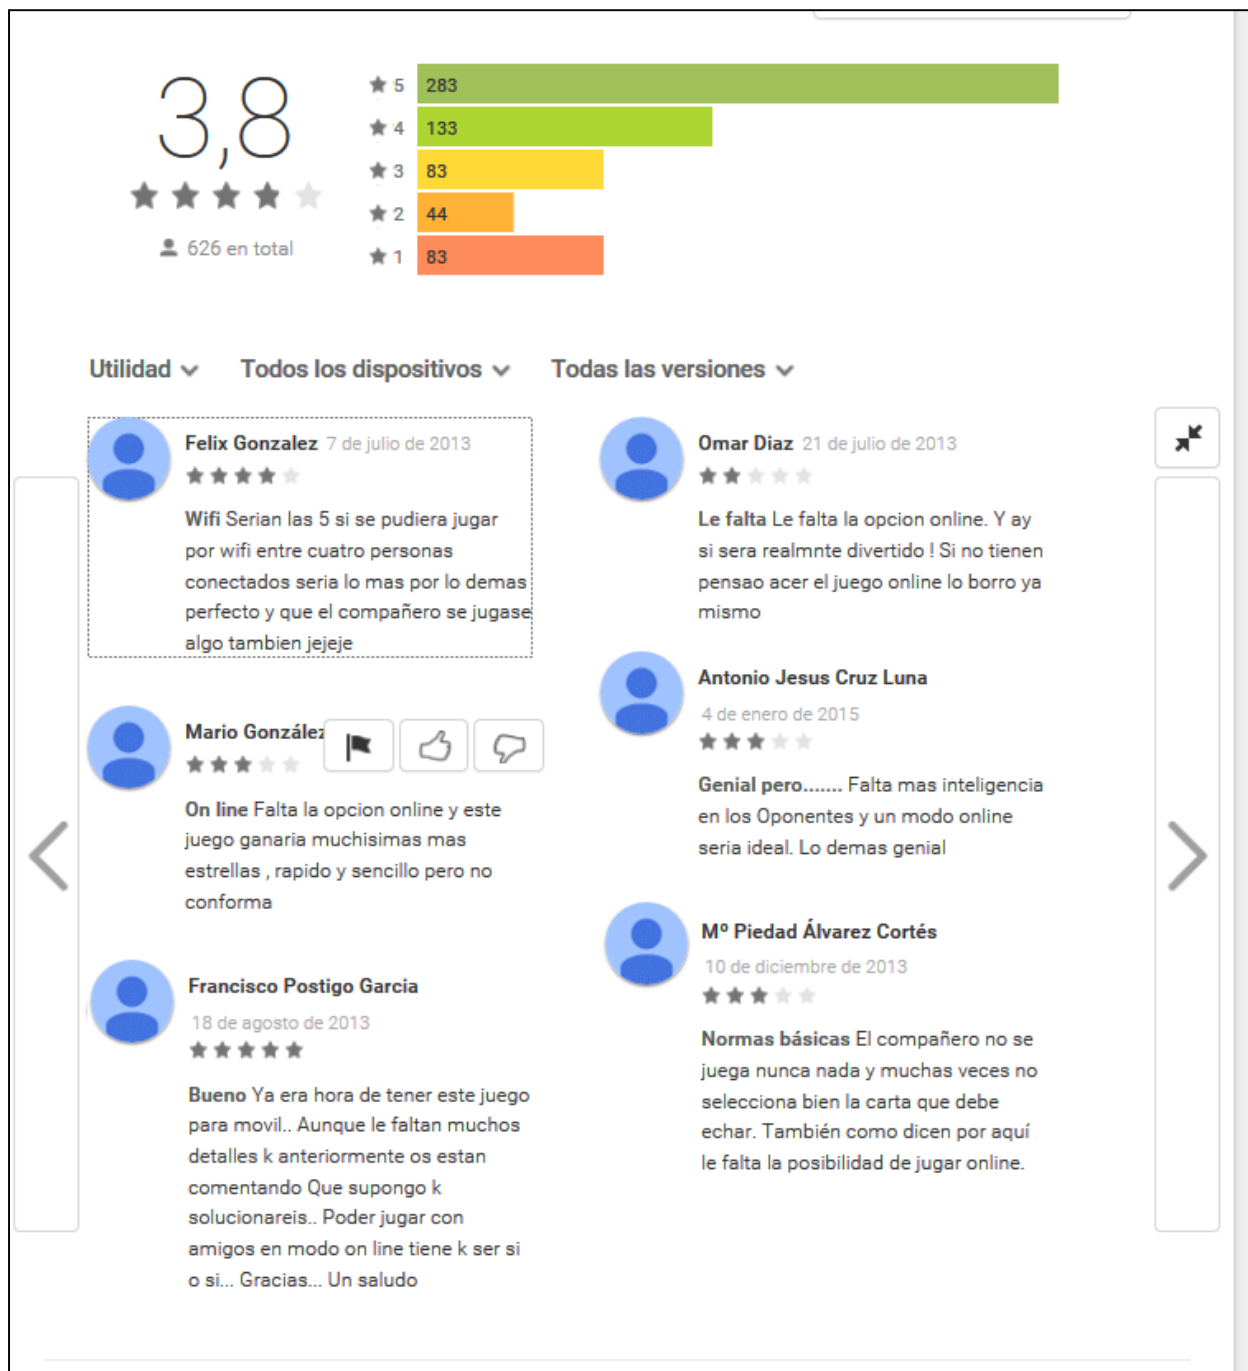 3,8
626 en total
5 283
4 133
3 83
2 44
1 83
Utilidad Todos los dispositivos Todas las versiones
Felix Gonzalez 7 de julio de 2013
Wifi Serian las 5 si se pudiera jugar
por wifi entre cuatro personas
conectados seria lo mas por lo demas
perfecto y que el compañero se jugase
algo tambien jejeje
Mario González
On line Falta la opcion online y este
juego ganaria muchisimas mas
estrellas , rapido y sencillo pero no
conforma
Francisco Postigo Garcia
18 de agosto de 2013
Bueno Ya era hora de tener este juego
para movil.. Aunque le faltan muchos
detalles k anteriormente os estan
comentando Que supongo k
solucionareis.. Poder jugar con
amigos en modo on line tiene k ser si
o si... Gracias... Un saludo
Omar Diaz 21 de julio de 2013
Le falta Le falta la opcion online. Y ay
si sera realmnte divertido ! Si no tienen
pensao acer el juego online lo borro ya
mismo
Antonio Jesus Cruz Luna
4 de enero de 2015
Genial pero....... Falta mas inteligencia
en los Oponentes y un modo online
seria ideal. Lo demas genial
Mº Piedad Álvarez Cortés
10 de diciembre de 2013
Normas básicas El compañero no se
juega nunca nada y muchas veces no
selecciona bien la carta que debe
echar. También como dicen por aquí
le falta la posibilidad de jugar online.